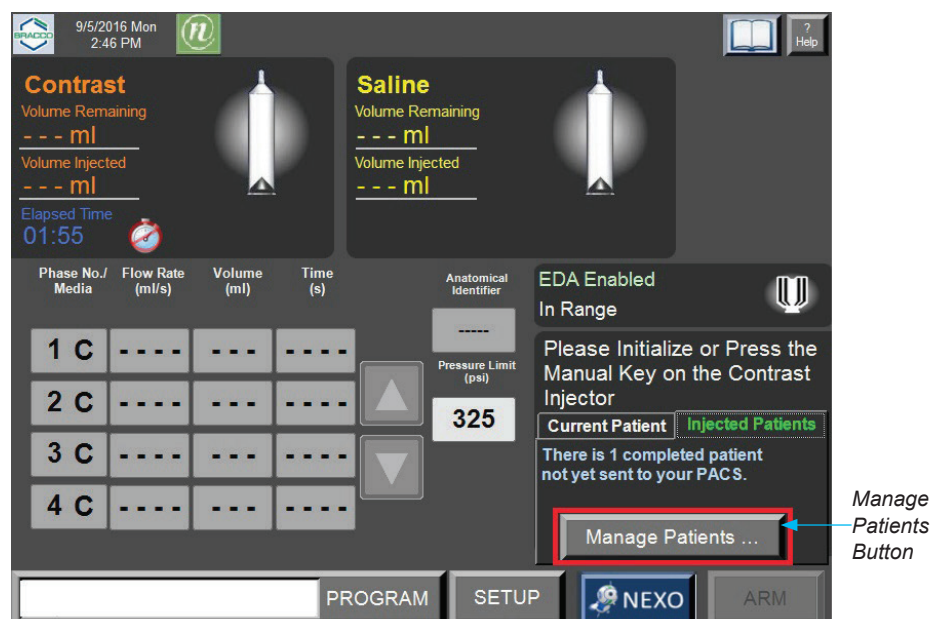 BRACCO
9/5/2016 Mon
2:46 PM
n
?
Help
Contrast
Volume Remaining
- - - ml
Volume Injected
- - - ml
Elapsed Time
01:55
Saline
Volume Remaining
- - - ml
Volume Injected
- - - ml
Phase No./ Flow Rate Volume Time
Media (ml/s) (ml) (s)
1 C - - - - - - - - - - -
2 C - - - - - - - - - - -
3 C - - - - - - - - - - -
4 C - - - - - - - - - - -
Anatomical
Identifier
-----
Pressure Limit
(psi)
325
EDA Enabled
In Range
Please Initialize or Press the
Manual Key on the Contrast
Injector
Current Patient Injected Patients
There is 1 completed patient
not yet sent to your PACS.
Manage Patients ...
Manage
Patients
Button
PROGRAM SETUP NEXO ARM